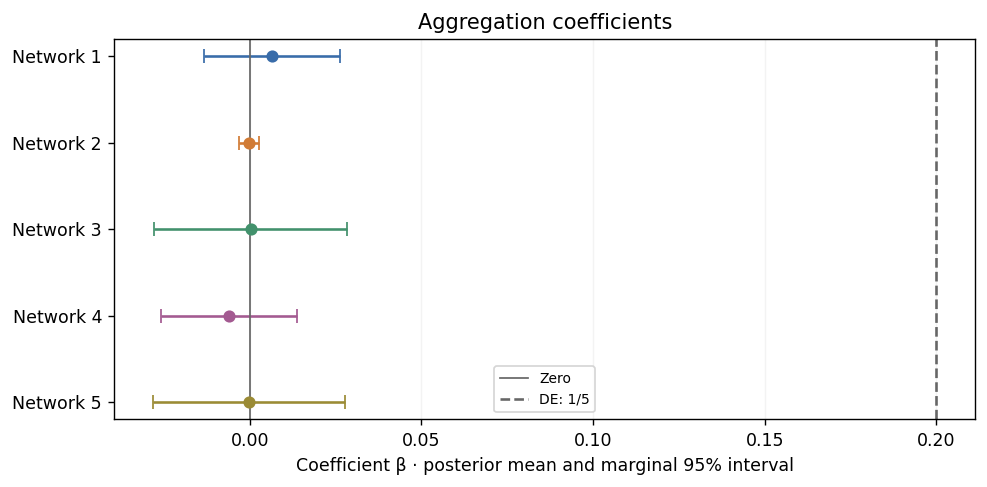 Aggregation coefficients
Network 1
Network 2
Network 3
Network 4
Network 5
Zero
DE: 1/5
0.00 0.05 0.10 0.15 0.20
Coefficient β · posterior mean and marginal 95% interval